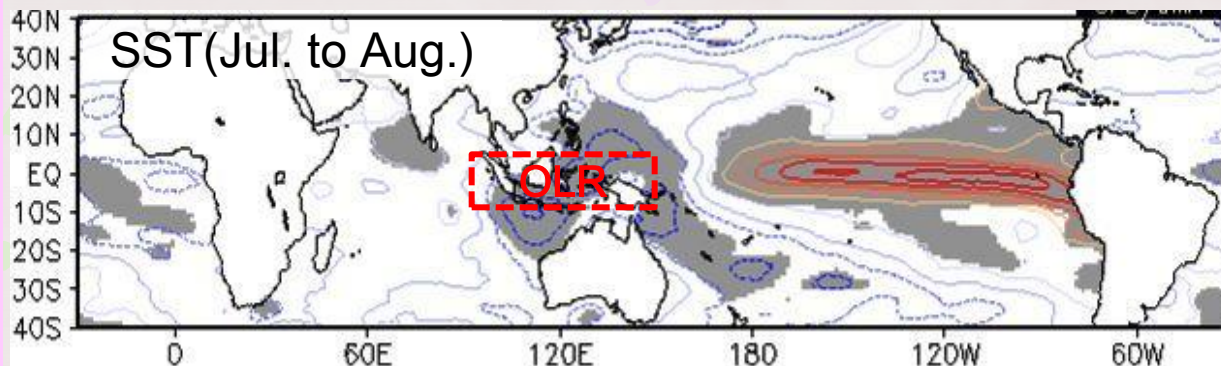 40N
SST(Jul. to Aug.)
30N
20N
10N
EQ
OLR
10S
20S
30S
40S
0 60E 120E 180 120W 60W